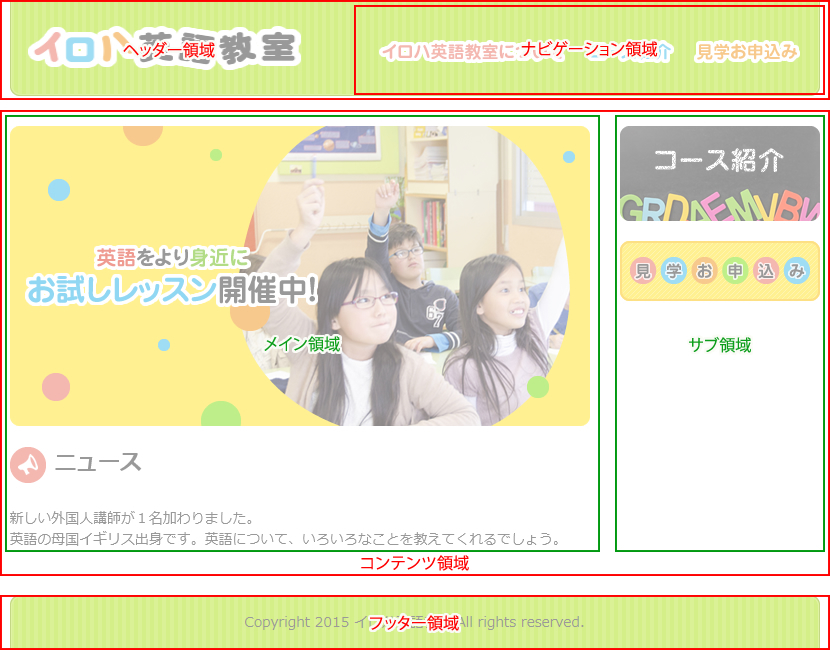 イロハ英語教室
ヘッダー領域
イロハ英語教室に
介
見学お申込み
ナビゲーション領域
英語をより身近に
お試しレッスン開催中!
67
メイン領域
ニュース
新しい外国人講師が1名加わりました。
英語の母国イギリス出身です。英語について、いろいろなことを教えてくれるでしょう。
コース紹介
GRDAEMVBV
見学お申込み
サブ領域
コンテンツ領域
Copyright 2015 イ All rights reserved.
フッター領域